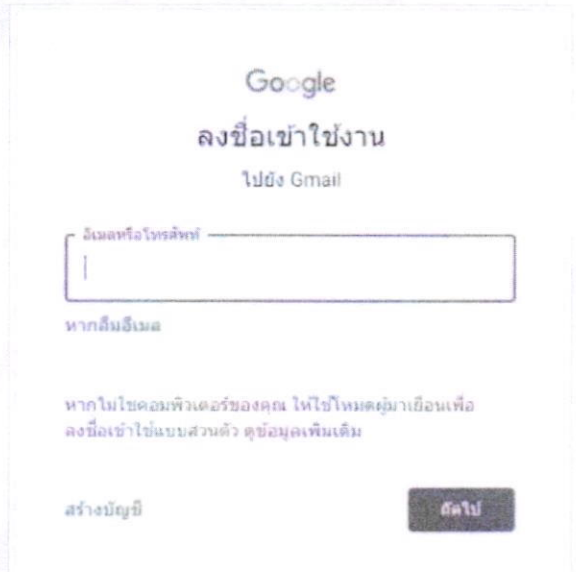 Google
ลงชื่อเข้าใช้งาน
ไปยัง Gmail
อีเมลหรือโทรศัพท์
หากลืมอีเมล
หากไม่ใช่คอมพิวเตอร์ของคุณ ให้ใช้โหมดผู้มาเยือนเพื่อ
ลงชื่อเข้าใช้แบบส่วนตัว ดูข้อมูลเพิ่มเติม
สร้างบัญชี
ถัดไป